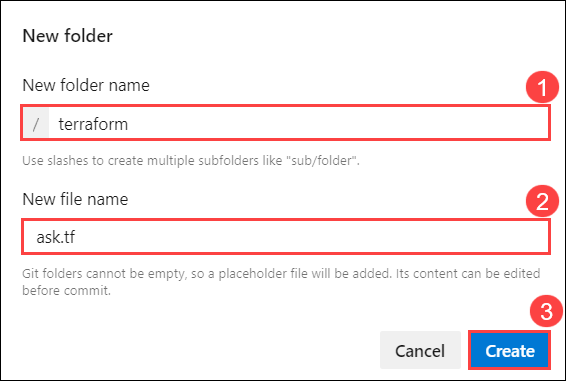 New folder
1
New folder name
/ terraform
Use slashes to create multiple subfolders like "sub/folder".
2
New file name
ask.tf
Git folders cannot be empty, so a placeholder file will be added. Its content can be edited
before commit.
3
Cancel Create